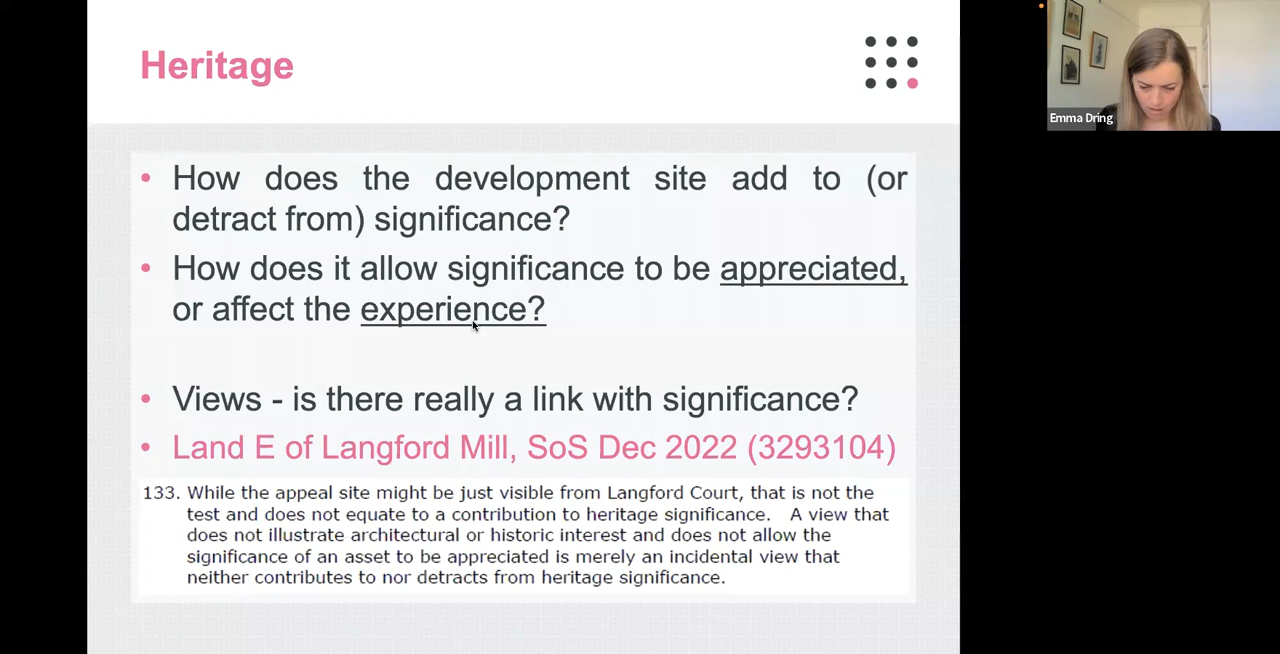 Heritage
Emma Dring
• How does the development site add to (or
detract from) significance?
• How does it allow significance to be appreciated,
or affect the experience?
• Views - is there really a link with significance?
• Land E of Langford Mill, SoS Dec 2022 (3293104)
133. While the appeal site might be just visible from Langford Court, that is not the
test and does not equate to a contribution to heritage significance. A view that
does not illustrate architectural or historic interest and does not allow the
significance of an asset to be appreciated is merely an incidental view that
neither contributes to nor detracts from heritage significance.